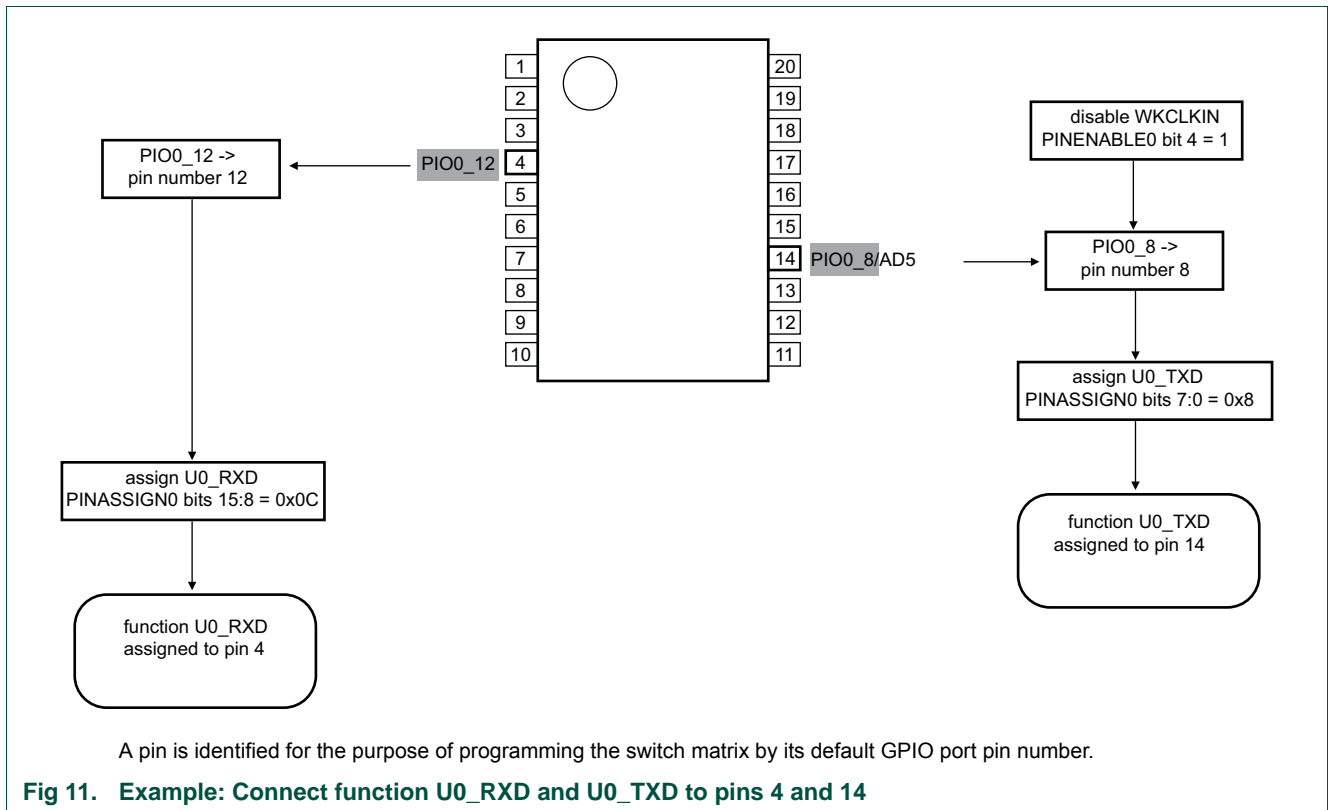 1
2
3
4
5
6
7
8
9
10
20
19
18
17
16
15
14
13
12
11
PIO0_12
PIO0_12 ->
pin number 12
assign U0_RXD
PINASSIGN0 bits 15:8 = 0x0C
function U0_RXD
assigned to pin 4
PIO0_8/AD5
disable WKCLKIN
PINENABLE0 bit 4 = 1
PIO0_8 ->
pin number 8
assign U0_TXD
PINASSIGN0 bits 7:0 = 0x8
function U0_TXD
assigned to pin 14
A pin is identified for the purpose of programming the switch matrix by its default GPIO port pin number.
Fig 11. Example: Connect function U0_RXD and U0_TXD to pins 4 and 14